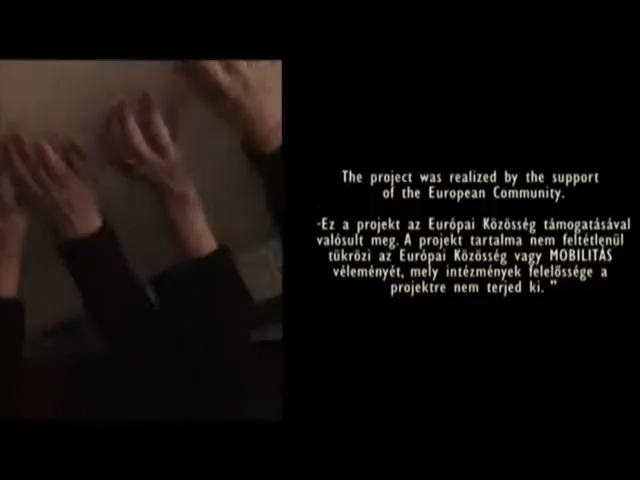 The project was realized by the support
of the European Community.
"Ez a projekt az Európai Közösség támogatásával
valósult meg. A projekt tartalma nem feltétlenül
tükrözi az Európai Közösség vagy MOBILITÁS
véleményét, mely intézmények felelőssége a
projektre nem terjed ki. "